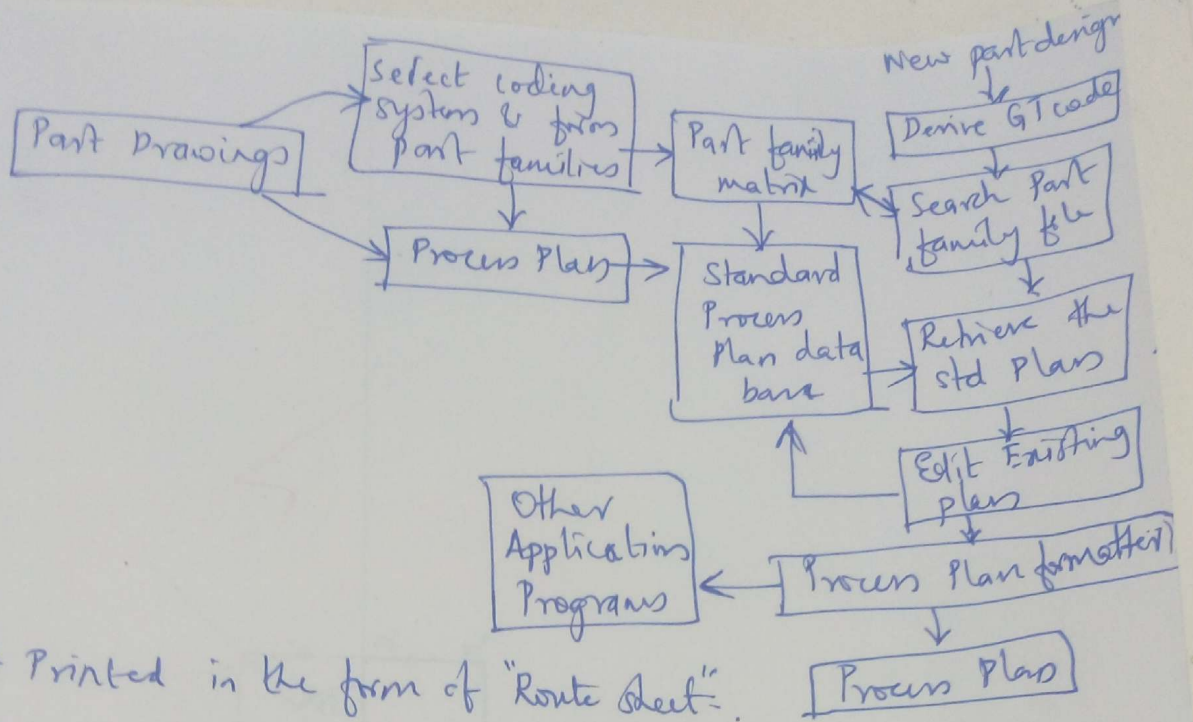 New part design
Select coding
system & form
part families
Part Drawings
Derive GT code
Part family
matrix
Search Part
family file
Process Plan
Standard
Process
Plan data
base
Retrieve the
std Plans
Edit Existing
plan
Other
Application
Programs
Process Plan formatter
Process Plan
Printed in the form of "Route Sheet".